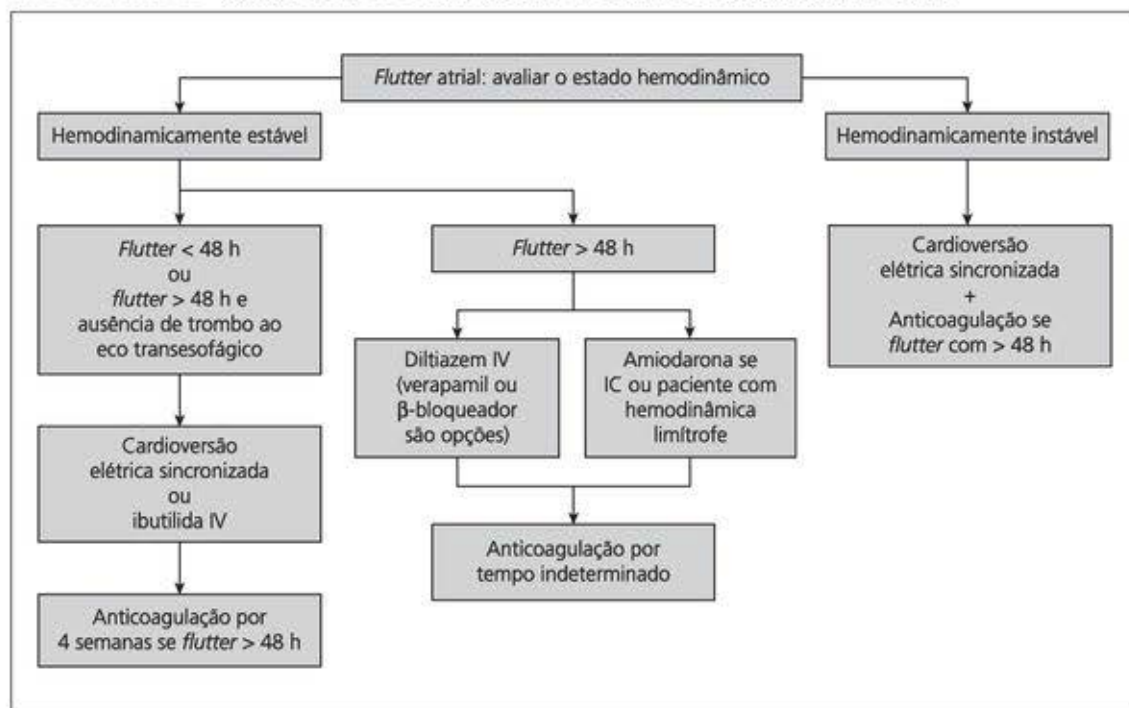 Flutter atrial: avaliar o estado hemodinâmico
Hemodinamicamente estável
Hemodinamicamente instável
Flutter < 48 h
ou
flutter > 48 h e
ausência de trombo ao
eco transesofágico
Flutter > 48 h
Cardioversão
elétrica sincronizada
+
Anticoagulação se
flutter com > 48 h
Diltiazem IV
(verapamil ou
β-bloqueador
são opções)
Amiodarona se
IC ou paciente com
hemodinâmica
limítrofe
Cardioversão
elétrica sincronizada
ou
ibutilida IV
Anticoagulação por
tempo indeterminado
Anticoagulação por
4 semanas se flutter > 48 h